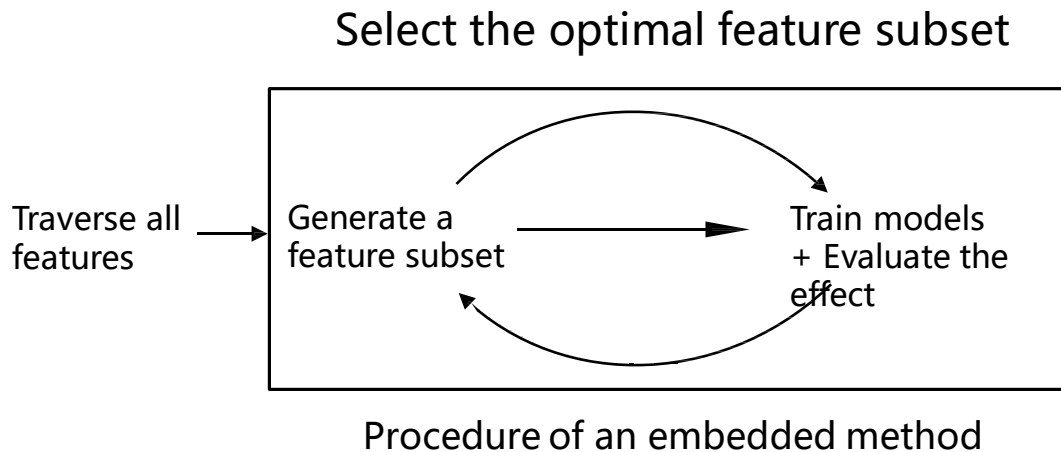 Select the optimal feature subset
Traverse all
features
Generate a
feature subset
Train models
+ Evaluate the
effect
Procedure of an embedded method